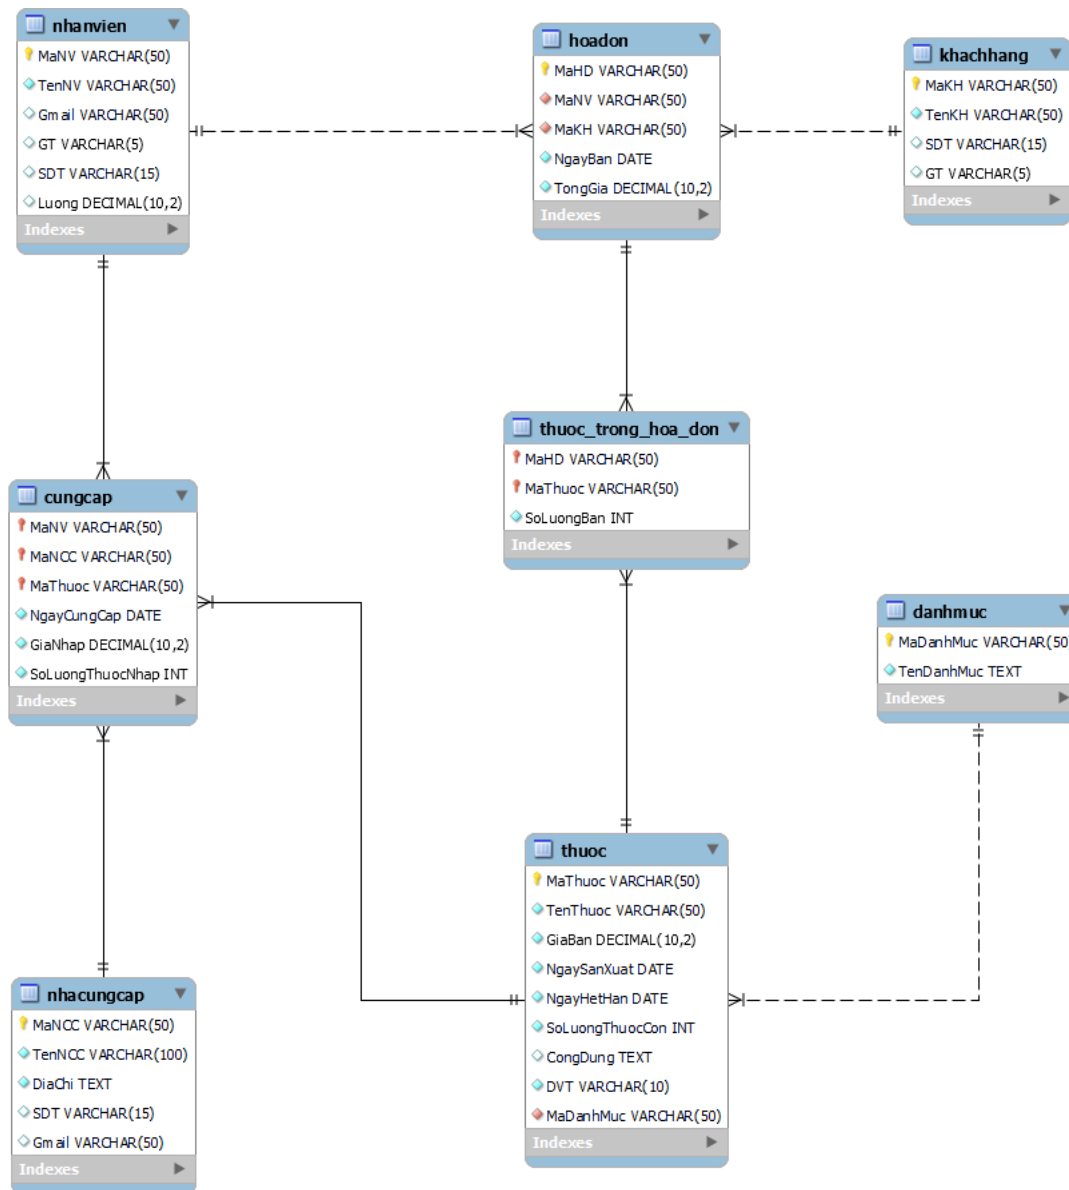 nhanvien
MaNV VARCHAR(50)
TenNV VARCHAR(50)
Gmail VARCHAR(50)
GT VARCHAR(5)
SDT VARCHAR(15)
Luong DECIMAL(10,2)
Indexes
hoadon
MaHD VARCHAR(50)
MaNV VARCHAR(50)
MaKH VARCHAR(50)
NgayBan DATE
TongGia DECIMAL(10,2)
Indexes
khachhang
MaKH VARCHAR(50)
TenKH VARCHAR(50)
SDT VARCHAR(15)
GT VARCHAR(5)
Indexes
thuoc_trong_hoa_don
MaHD VARCHAR(50)
MaThuoc VARCHAR(50)
SoLuongBan INT
Indexes
cungcap
MaNV VARCHAR(50)
MaNCC VARCHAR(50)
MaThuoc VARCHAR(50)
NgayCungCap DATE
GiaNhap DECIMAL(10,2)
SoLuongThuocNhap INT
Indexes
danhmuc
MaDanhMuc VARCHAR(50
TenDanhMuc TEXT
Indexes
thuoc
MaThuoc VARCHAR(50)
TenThuoc VARCHAR(50)
GiaBan DECIMAL(10,2)
NgaySanXuat DATE
NgayHetHan DATE
SoLuongThuocCon INT
CongDung TEXT
DVT VARCHAR(10)
MaDanhMuc VARCHAR(50)
Indexes
nhacungcap
MaNCC VARCHAR(50)
TenNCC VARCHAR(100)
DiaChi TEXT
SDT VARCHAR(15)
Gmail VARCHAR(50)
Indexes